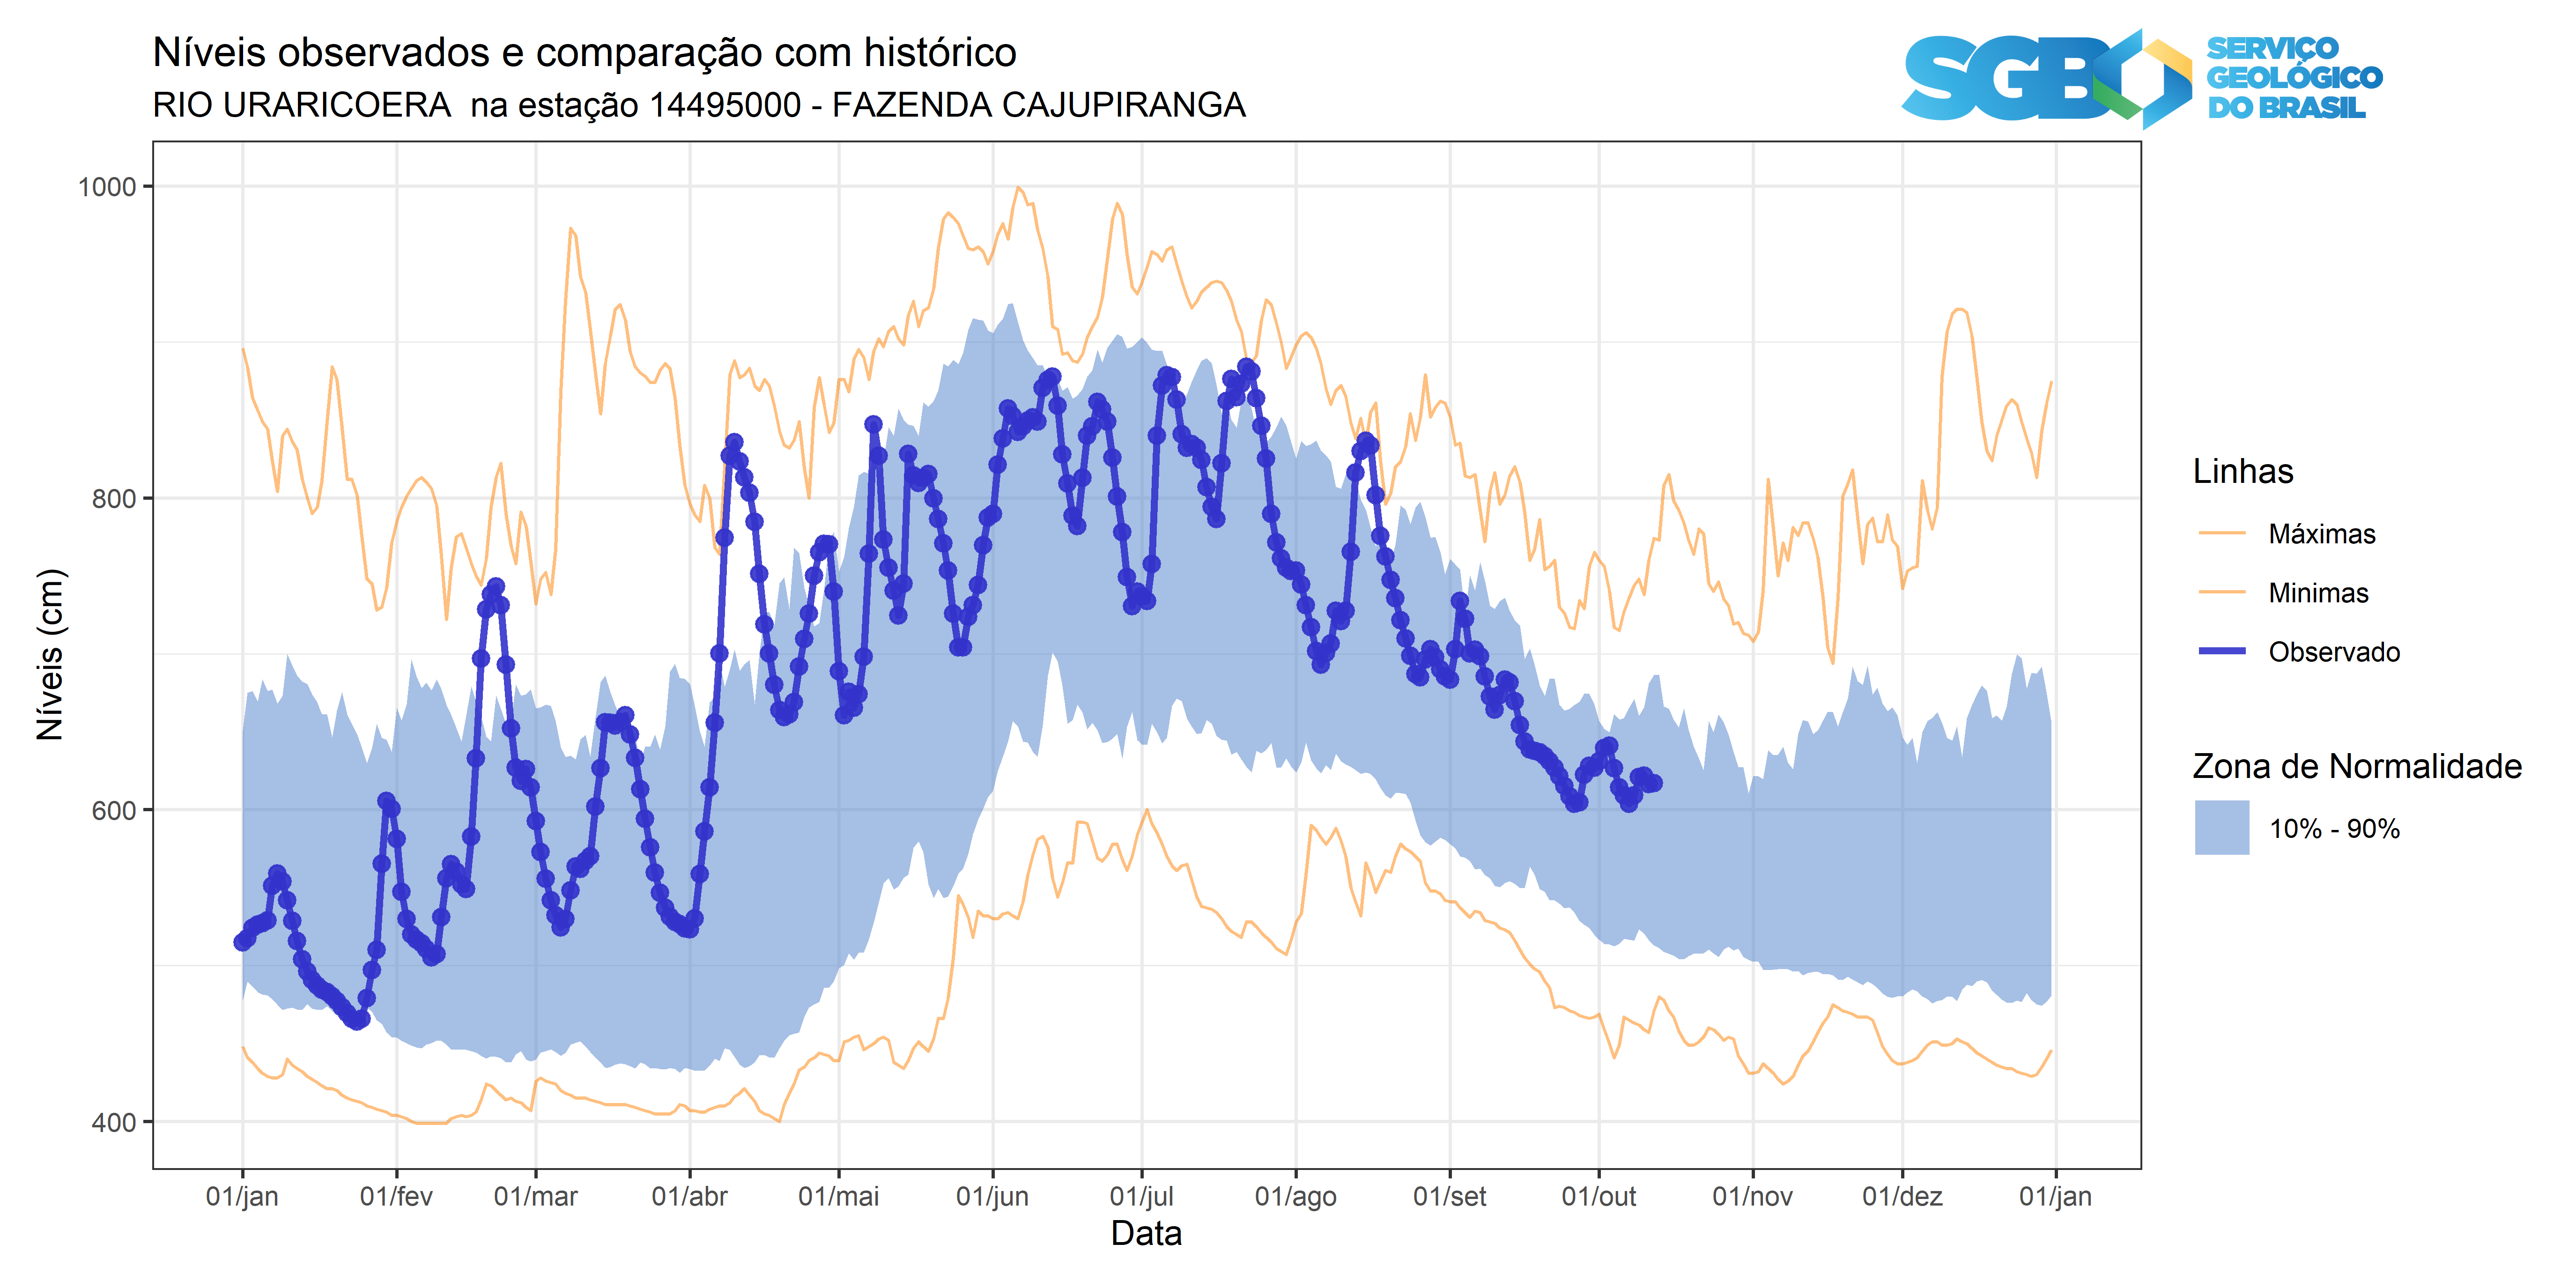 Níveis observados e comparação com histórico
RIO URARICOERA  na estação 14495000 - FAZENDA CAJUPIRANGA
SGB
SERVIÇO
GEOLÓGICO
DO BRASIL
Níveis (cm)
1000
800
600
400
01/jan
01/fev
01/mar
01/abr
01/mai
01/jun
01/jul
01/ago
01/set
01/out
01/nov
01/dez
01/jan
Data
Linhas
Máximas
Minimas
Observado
Zona de Normalidade
10% - 90%